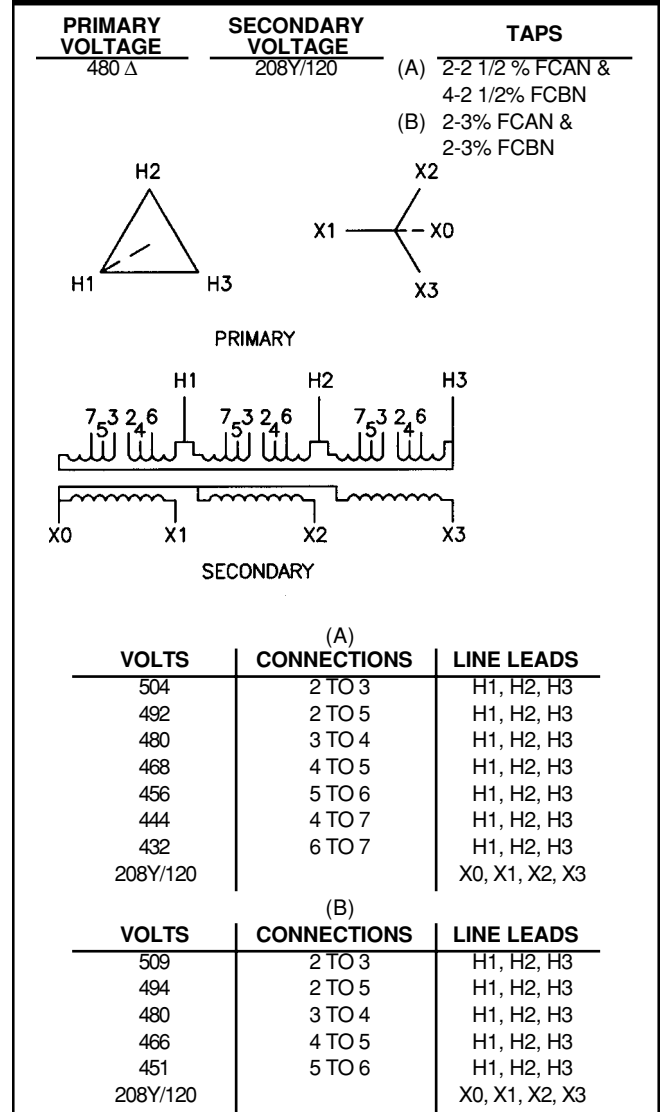 PRIMARY VOLTAGE SECONDARY VOLTAGE TAPS
480 Δ 208Y/120 (A) 2-2 1/2 % FCAN &
4-2 1/2% FCBN
(B) 2-3% FCAN &
2-3% FCBN
H2
H1
H3
X2
X1
X0
X3
PRIMARY
H1 H2 H3
7 5 3 2 4 6 7 5 3 2 4 6 7 5 3 2 4 6
X0 X1 X2 X3
SECONDARY
(A)
VOLTS CONNECTIONS LINE LEADS
504 2 TO 3 H1, H2, H3
492 2 TO 5 H1, H2, H3
480 3 TO 4 H1, H2, H3
468 4 TO 5 H1, H2, H3
456 5 TO 6 H1, H2, H3
444 4 TO 7 H1, H2, H3
432 6 TO 7 H1, H2, H3
208Y/120 X0, X1, X2, X3
(B)
VOLTS CONNECTIONS LINE LEADS
509 2 TO 3 H1, H2, H3
494 2 TO 5 H1, H2, H3
480 3 TO 4 H1, H2, H3
466 4 TO 5 H1, H2, H3
451 5 TO 6 H1, H2, H3
208Y/120 X0, X1, X2, X3